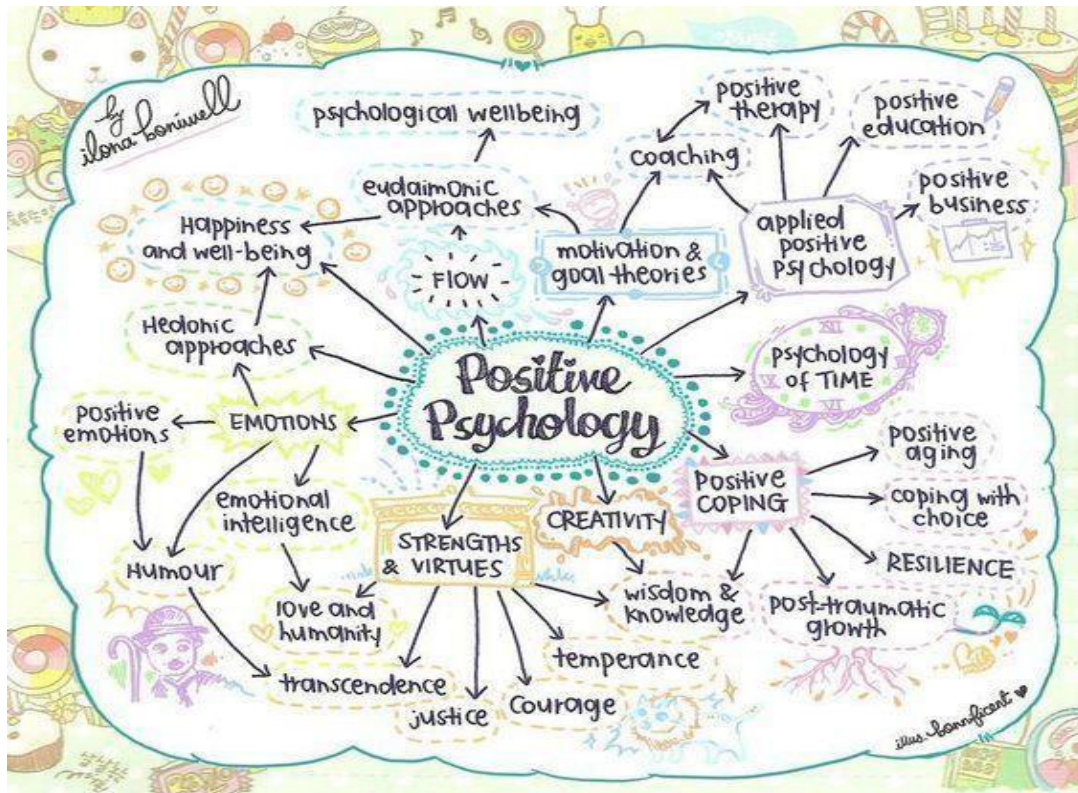 by
ilona boniwell
psychological wellbeing
positive
therapy
positive
education
coaching
eudaimonic
approaches
positive
business
Happiness
and well-being
FLOW
motivation &
goal theories
applied
positive
psychology
Hedonic
approaches
Positive
Psychology
psychology
of TIME
XII
VI
positive
emotions
EMOTIONS
positive
aging
emotional
intelligence
STRENGTHS
& VIRTUES
CREATIVITY
positive
COPING
coping with
choice
Humour
RESILIENCE
love and
humanity
wisdom &
knowledge
post-traumatic
growth
temperance
transcendence
justice
courage
illus. bonnificent